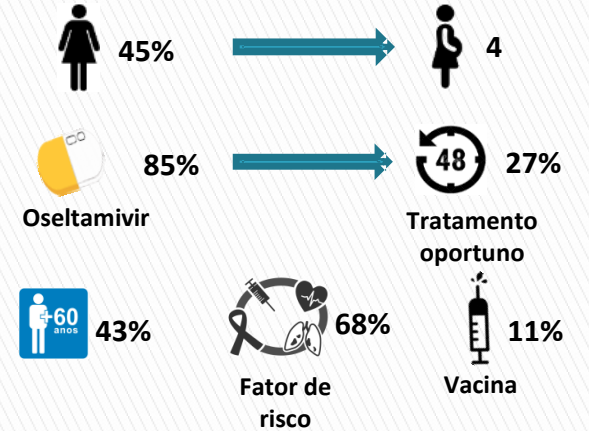 45%
4
85%
48
27%
Oseltamivir
Tratamento
oportuno
+60
anos
43%
68%
11%
Fator de
risco
Vacina